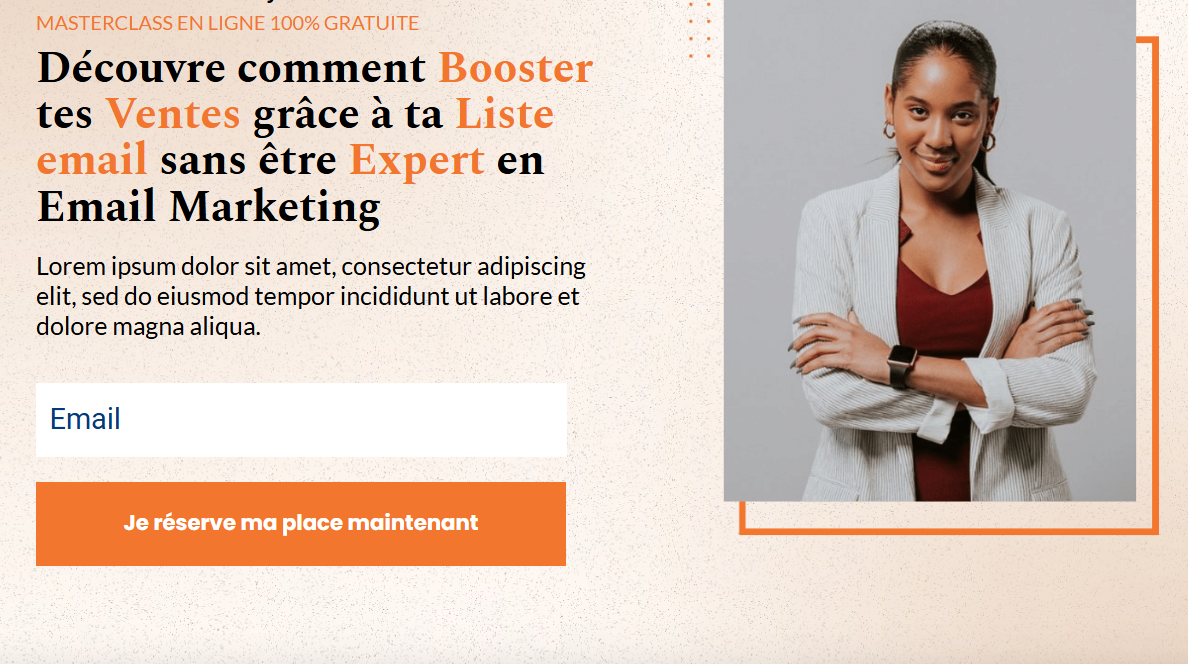 MASTERCLASS EN LIGNE 100% GRATUITE
Découvre comment Booster
tes Ventes grâce à ta Liste
email sans être Expert en
Email Marketing
Lorem ipsum dolor sit amet, consectetur adipiscing
elit, sed do eiusmod tempor incididunt ut labore et
dolore magna aliqua.
Email
Je réserve ma place maintenant